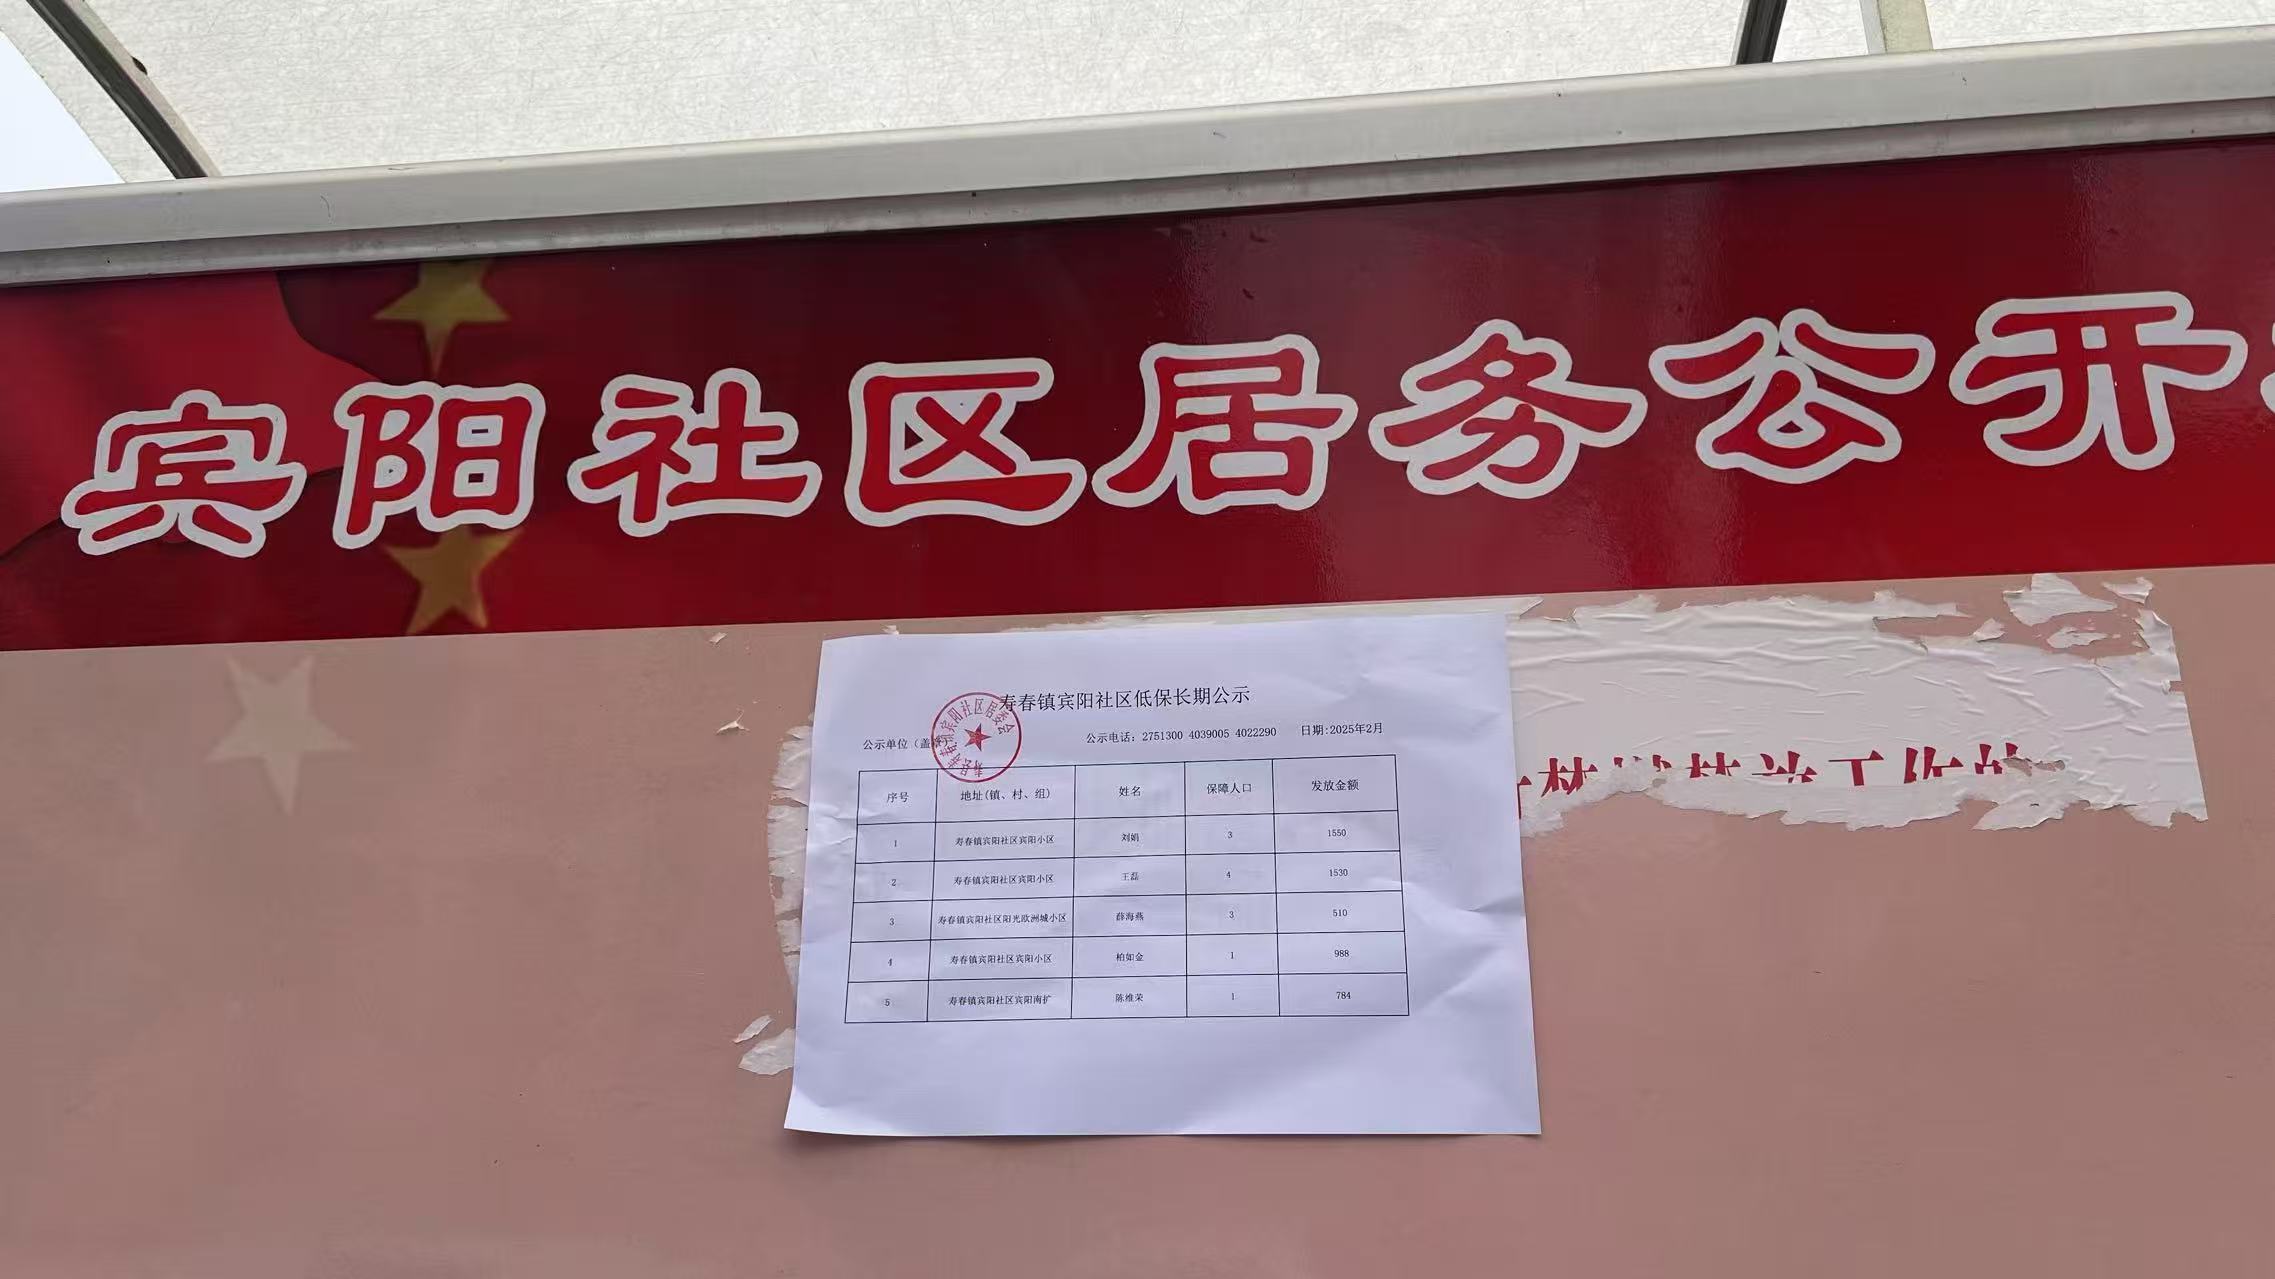 宾阳社区居务公开
寿春镇宾阳社区低保长期公示
公示单位（盖章）
公示电话：2751300 4039005 4022290 日期：2025年2月
序号 地址(镇、村、组) 姓名 保障人口 发放金额
1 寿春镇宾阳社区宾阳小区 刘娟 3 1550
2 寿春镇宾阳社区宾阳小区 王磊 4 1530
3 寿春镇宾阳社区阳光欧洲城小区 薛海燕 3 510
4 寿春镇宾阳社区宾阳小区 柏如金 1 988
5 寿春镇宾阳社区宾阳南扩 陈维荣 1 784